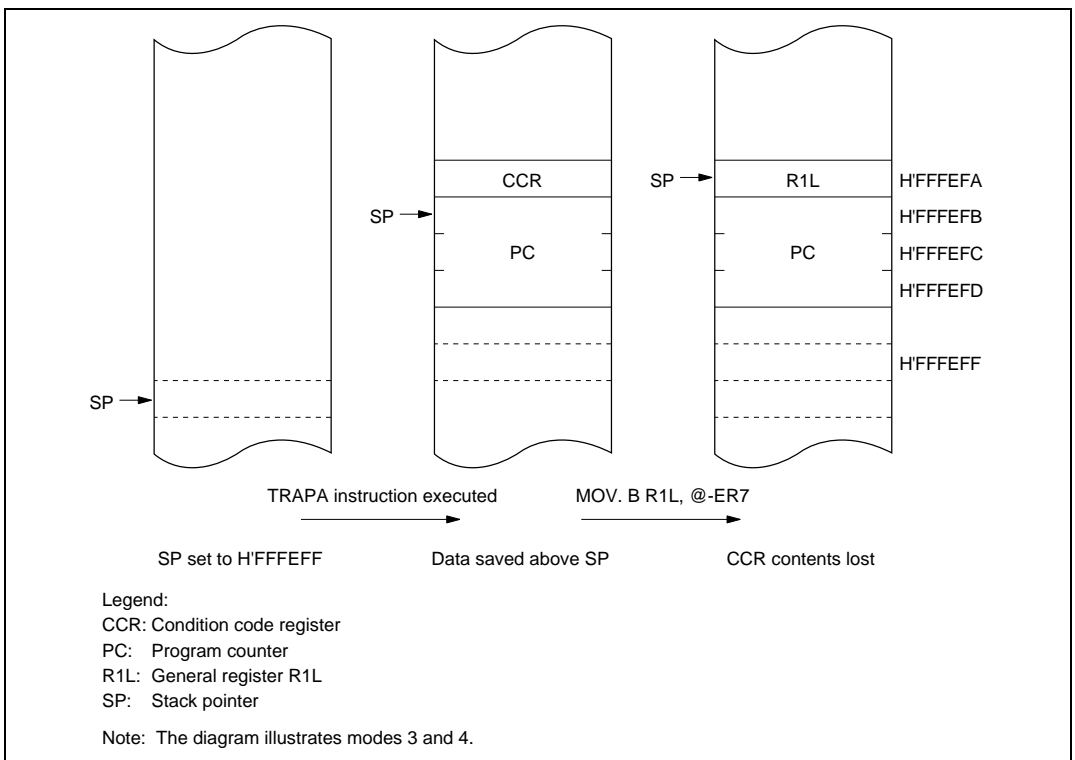 CCR
SP
R1L
H'FFFEFA
SP
H'FFFEFB
PC
PC
H'FFFEFC
H'FFFEFD
H'FFFEFF
SP
TRAPA instruction executed
MOV. B R1L, @-ER7
SP set to H'FFFEFF
Data saved above SP
CCR contents lost
Legend:
CCR: Condition code register
PC: Program counter
R1L: General register R1L
SP: Stack pointer
Note: The diagram illustrates modes 3 and 4.